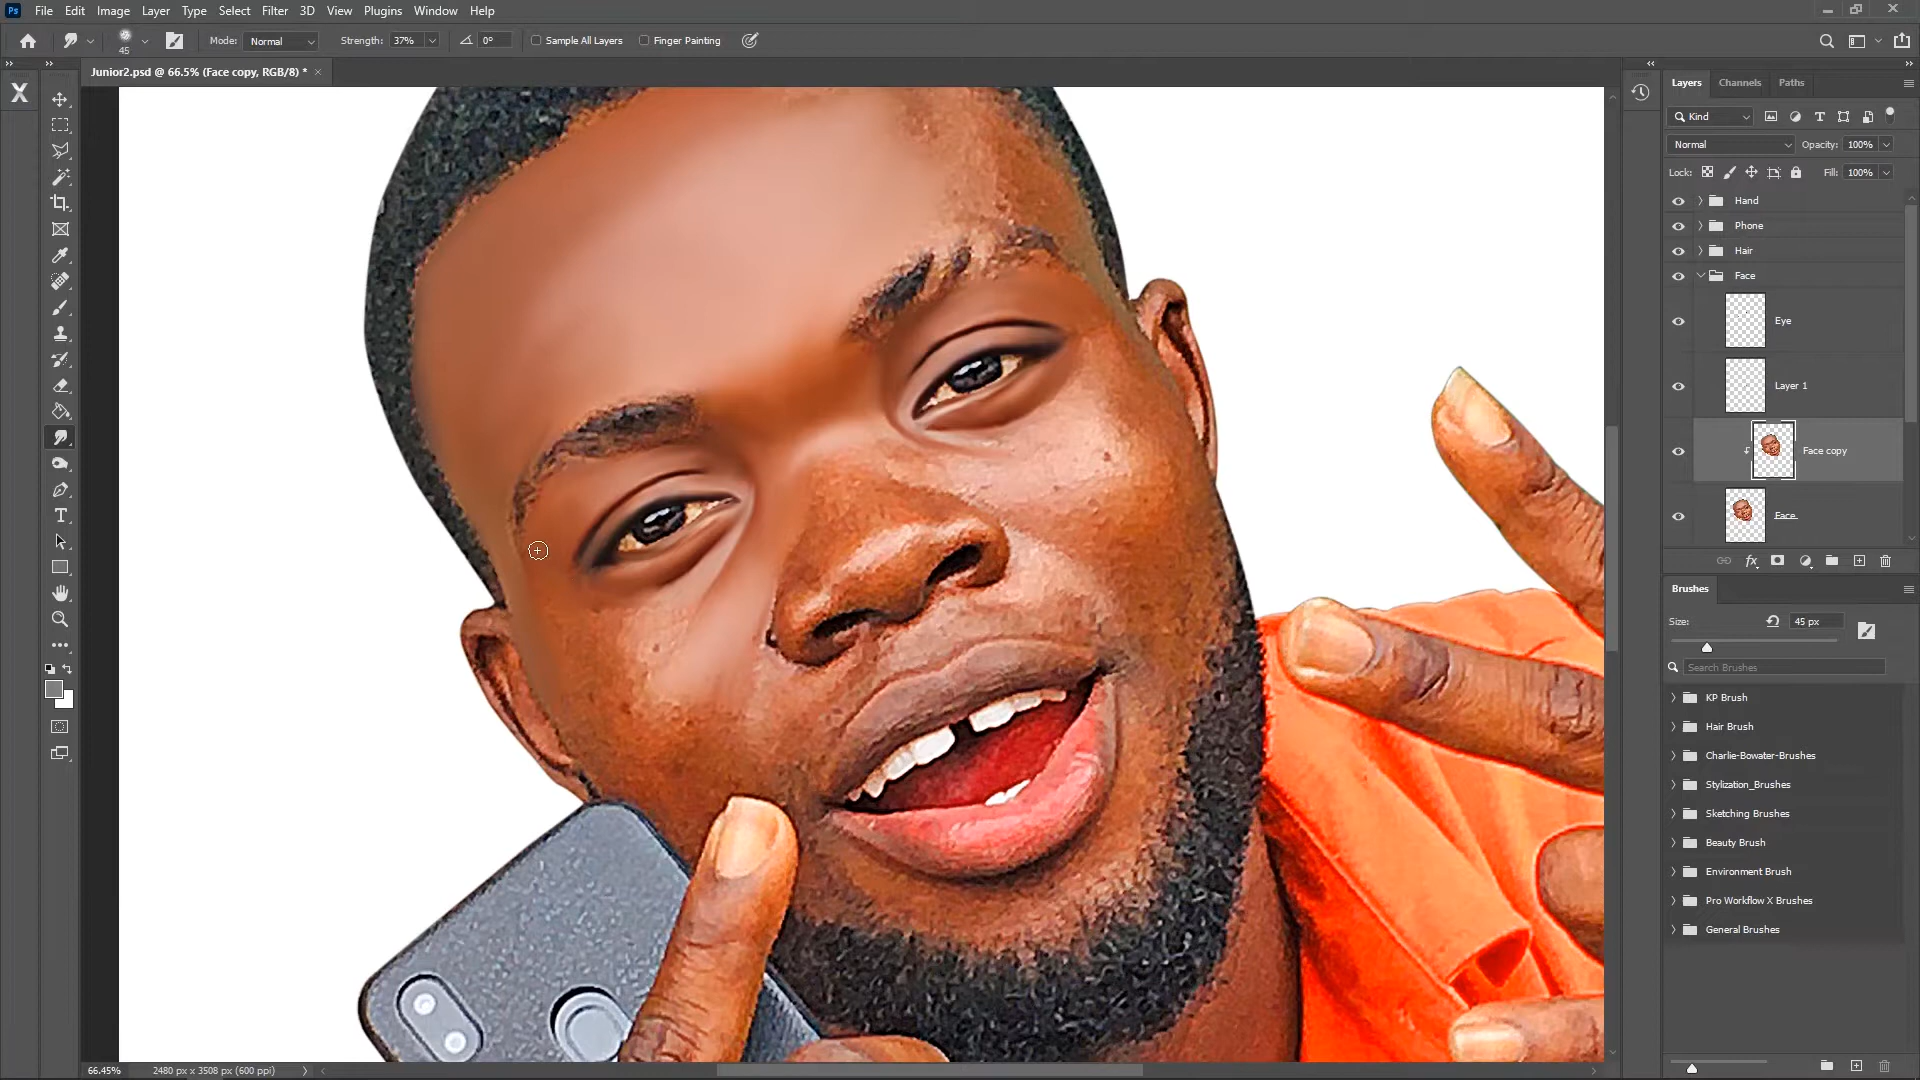 Ps File Edit Image Layer Type Select Filter 3D View Plugins Window Help
45 Mode: Normal Strength: 37% 0° Sample All Layers Finger Painting
Junior2.psd @ 66.5% (Face copy, RGB/8) * ×
X
T
Layers Channels Paths
Kind
Normal Opacity: 100%
Lock: Fill: 100%
Hand
Phone
Hair
Face
Eye
Layer 1
Face copy
Face
fx
Brushes
Size: 45 px
Search Brushes
KP Brush
Hair Brush
Charlie-Bowater-Brushes
Stylization_Brushes
Sketching Brushes
Beauty Brush
Environment Brush
Pro Workflow X Brushes
General Brushes
66.45% 2480 px x 3508 px (600 ppi)